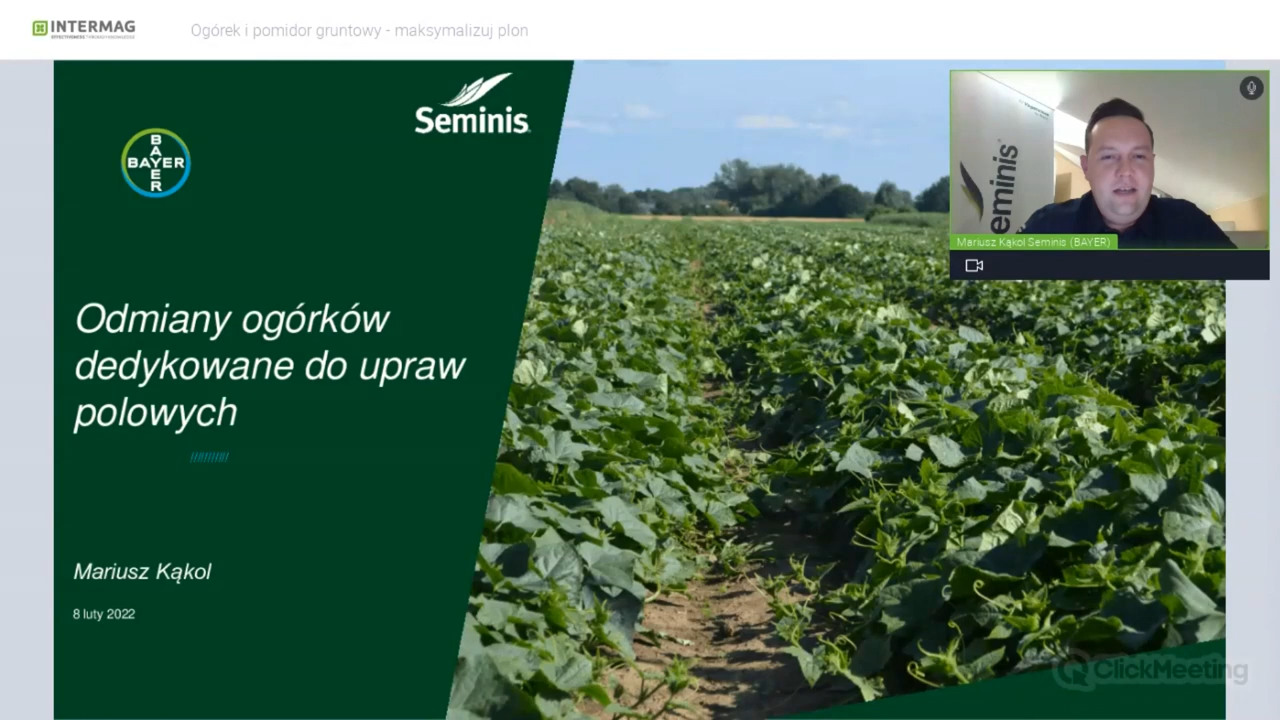 INTERMAG
Ogórek i pomidor gruntowy - maksymalizuj plon
Seminis
BAYER
BAYER
Seminis
Mariusz Kąkol Seminis (BAYER)
Odmiany ogórków
dedykowane do upraw
polowych
Mariusz Kąkol
8 luty 2022
ClickMeeting